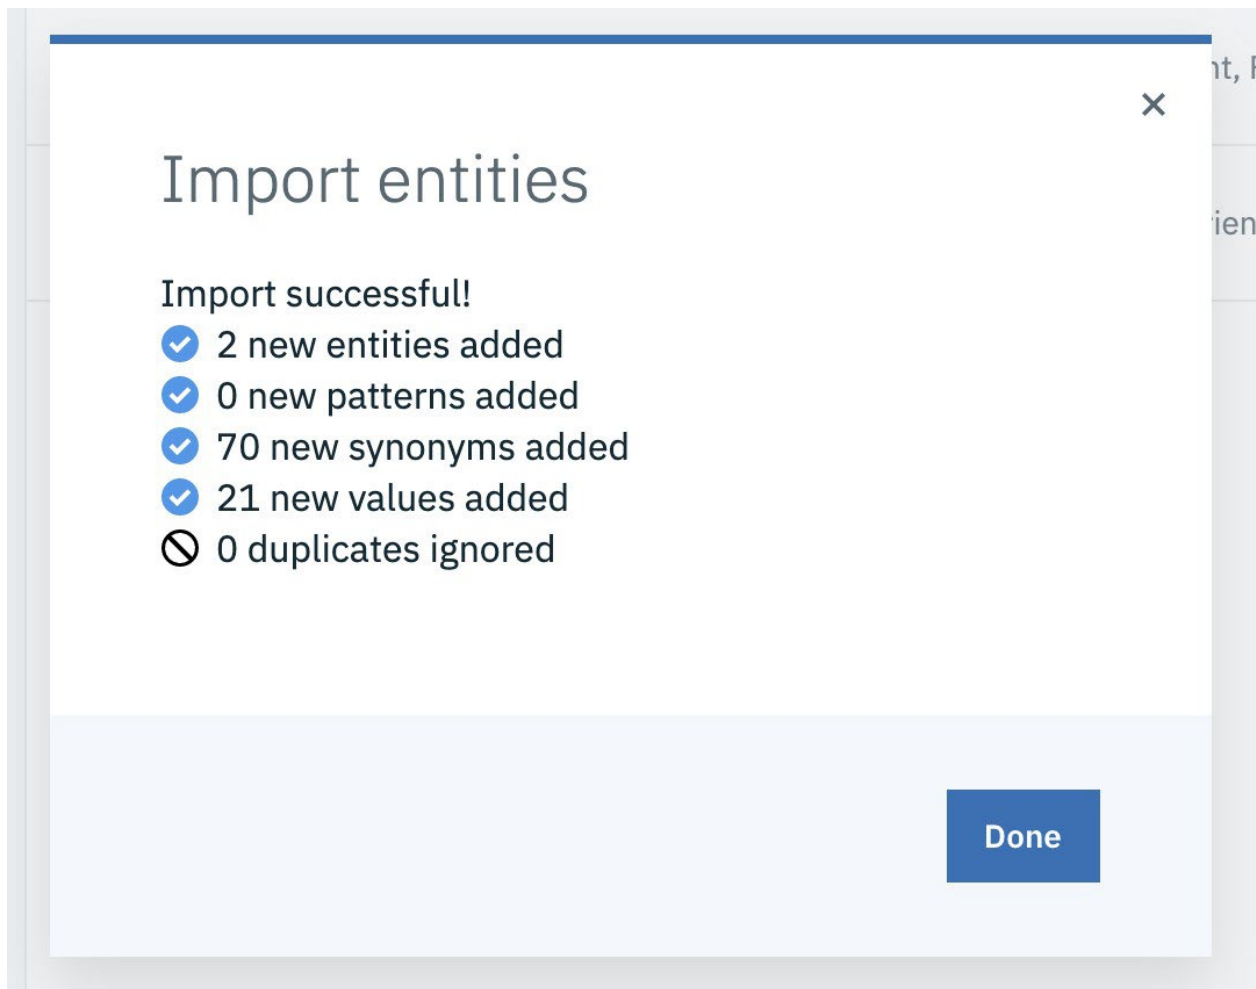 Import entities
Import successful!
2 new entities added
0 new patterns added
70 new synonyms added
21 new values added
0 duplicates ignored
Done